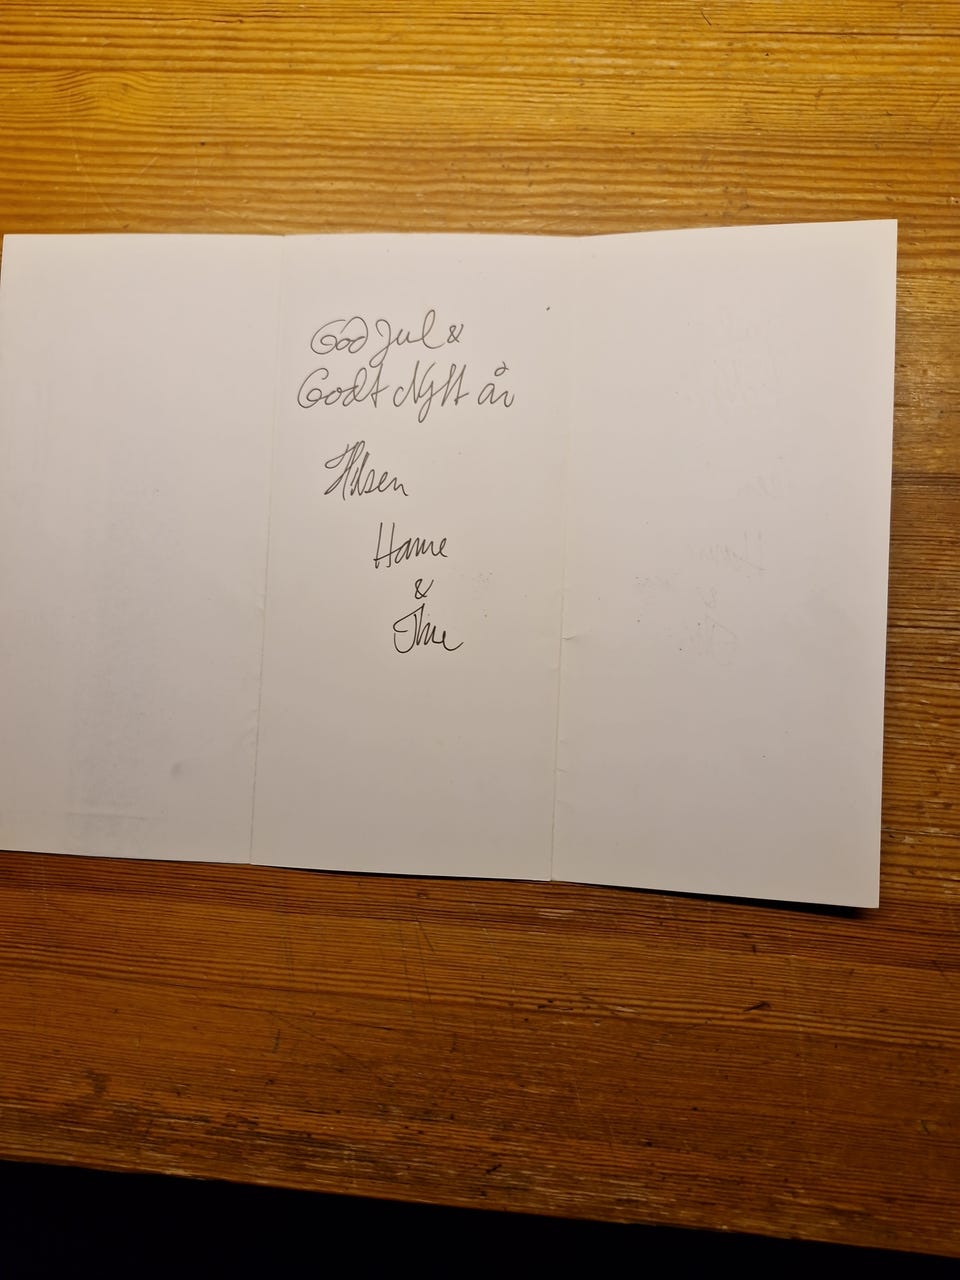 God Jul &
Godt Nytt år
Hilsen
Hanne
&